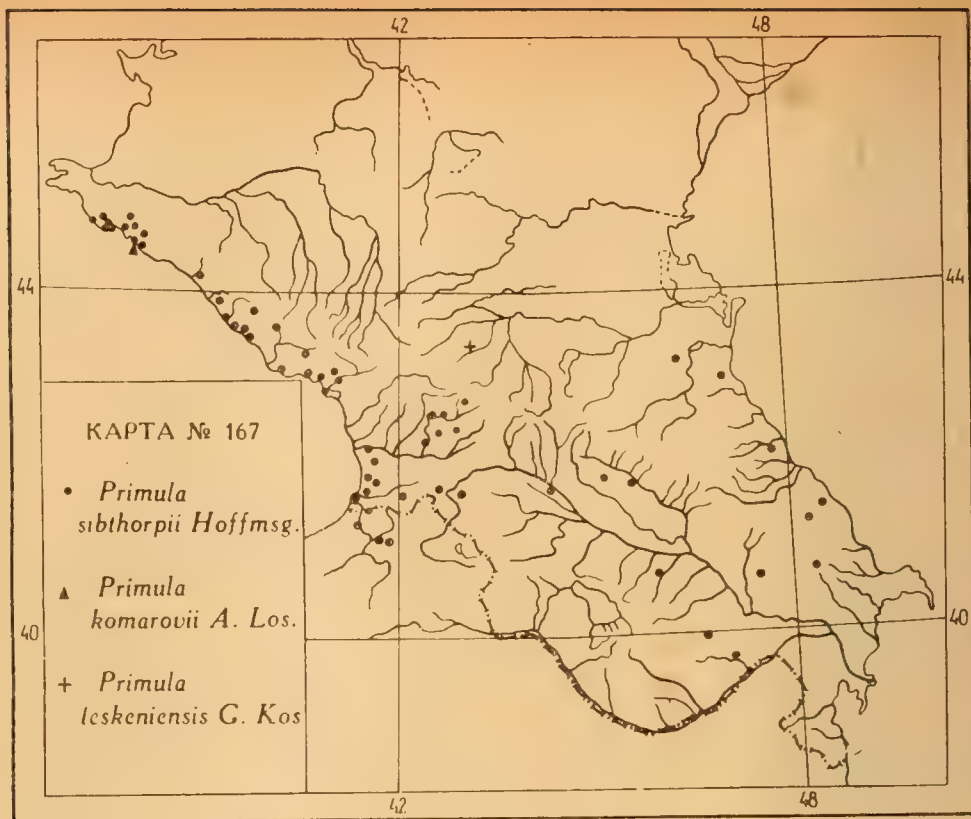 42 48
44 44
КАРТА № 167
• Primula
sibthorpii Hoffmsg.
▲ Primula
komarovii A. Los.
40 40
+ Primula
leskeniensis G. Kos
42 48